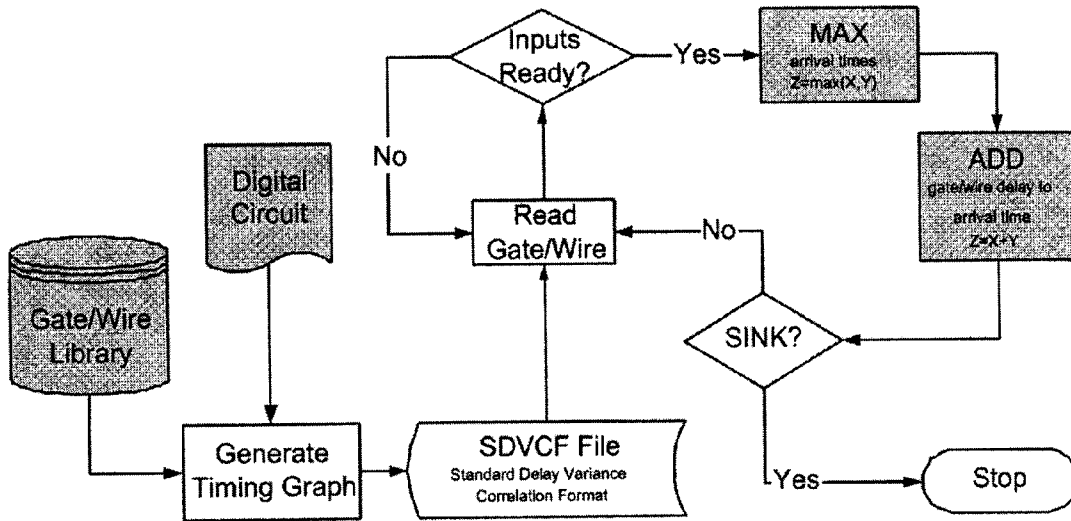 Inputs
Ready?
Yes
MAX
arrival times
Z=max(X,Y)
No
Digital
Circuit
Read
Gate/Wire
No
ADD
gate/wire delay to
arrival time
Z=X+Y
Gate/Wire
Library
SINK?
Generate
Timing Graph
SDVCF File
Standard Delay Variance
Correlation Format
Yes
Stop